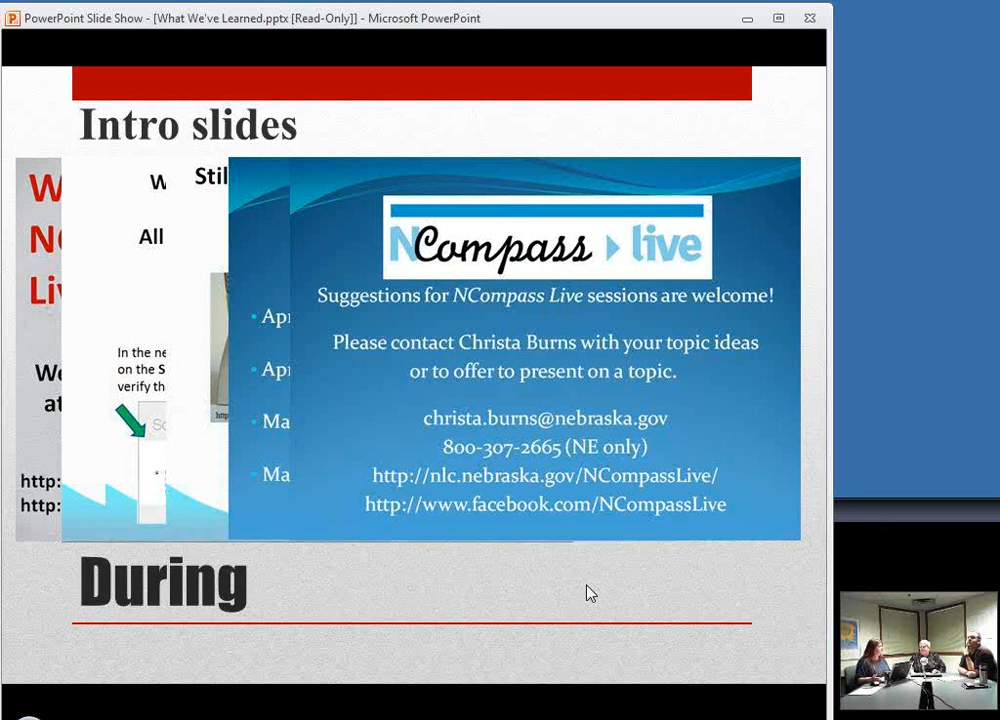 PowerPoint Slide Show - [What We've Learned.pptx [Read-Only]] - Microsoft PowerPoint
Intro slides
Still
All
In the ne
on the S
verify th
http:
http:
NCompass live
Suggestions for NCompass Live sessions are welcome!
Please contact Christa Burns with your topic ideas
or to offer to present on a topic.
christa.burns@nebraska.gov
800-307-2665 (NE only)
http://nlc.nebraska.gov/NCompassLive/
http://www.facebook.com/NCompassLive
During